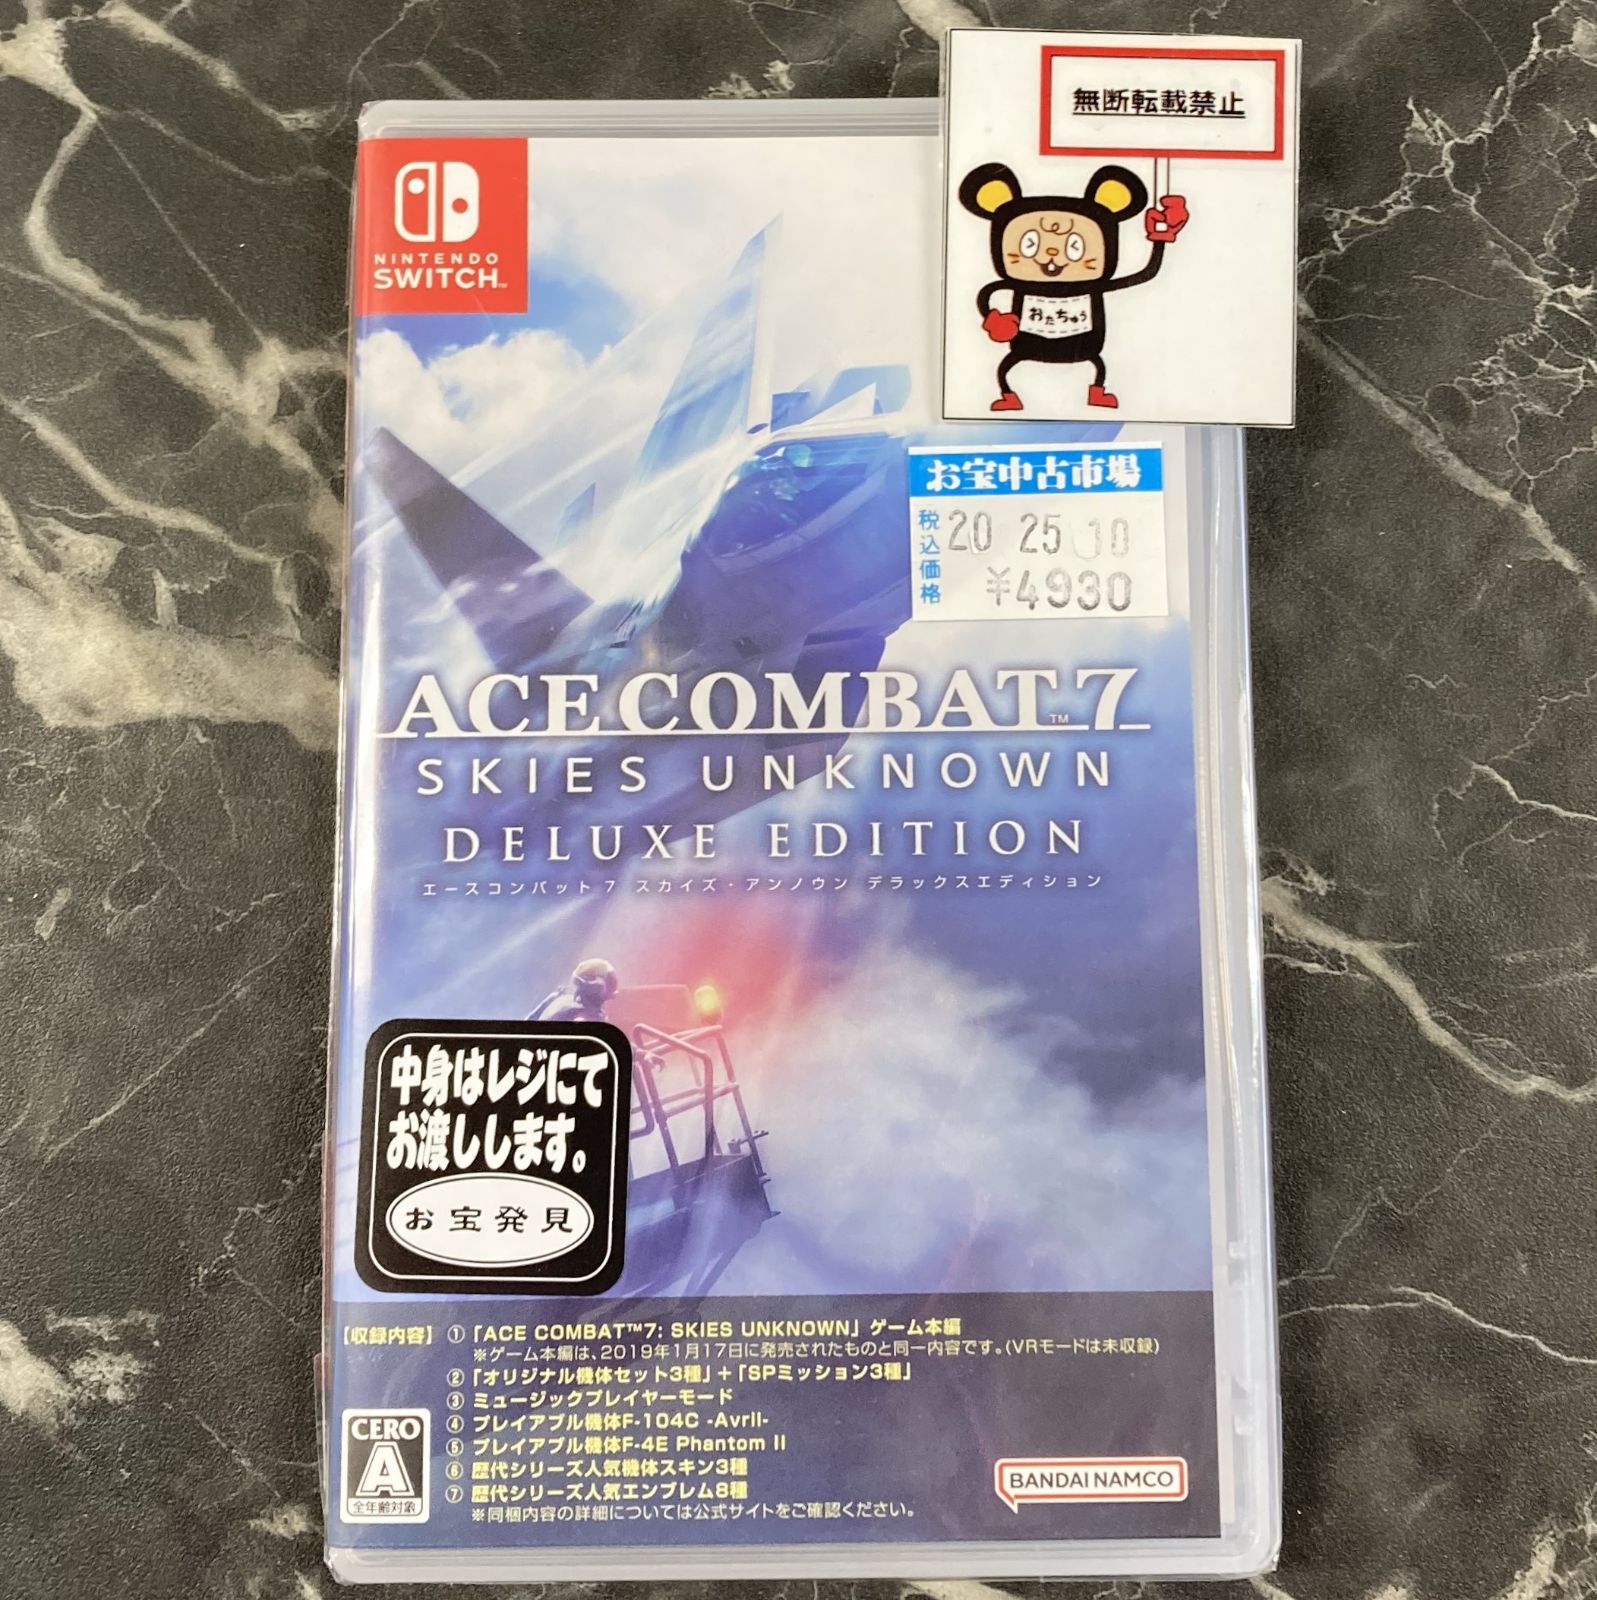 無断転載禁止
おたちゅう
NINTENDO
SWITCH™
お宝中古市場
税込価格
20 25 10
¥4930
ACE COMBAT™ 7
SKIES UNKNOWN
DELUXE EDITION
エースコンバット7 スカイズ・アンノウン デラックスエディション
中身はレジにて
お渡しします。
お宝発見
【収録内容】 ①「ACE COMBAT™7: SKIES UNKNOWN」ゲーム本編
※ゲーム本編は、2019年1月17日に発売されたものと同一内容です。(VRモードは未収録)
②「オリジナル機体セット3種」+「SPミッション3種」
③ ミュージックプレイヤーモード
④ プレイアブル機体F-104C -Avril-
⑤ プレイアブル機体F-4E Phantom II
⑥ 歴代シリーズ人気機体スキン3種
⑦ 歴代シリーズ人気エンブレム8種
※同梱内容の詳細については公式サイトをご確認ください。
CERO
A
全年齢対象
BANDAI NAMCO